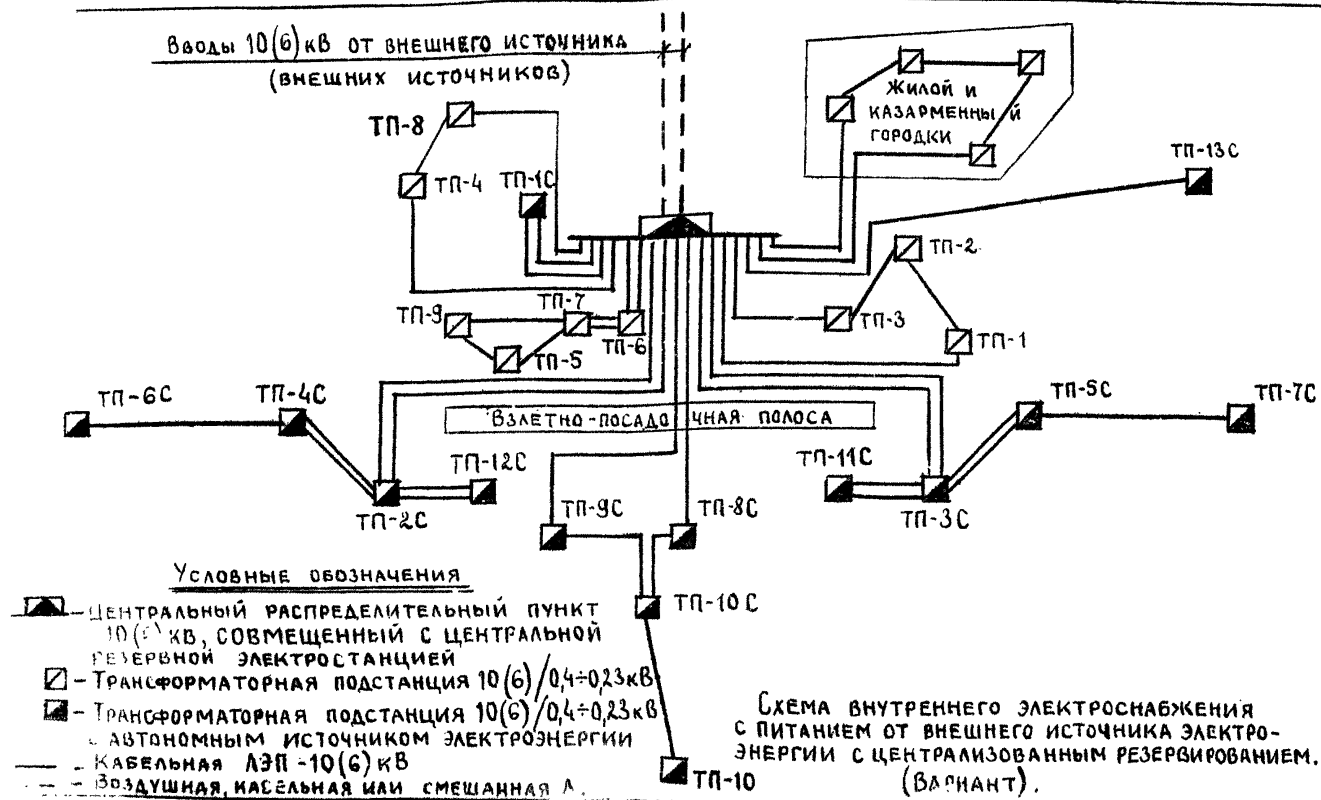 Вводы 10(6) кВ от внешнего источника
(внешних источников)
Жилой и
казарменный
городки
ТП-8
ТП-4
ТП-1С
ТП-13С
ТП-2
ТП-3
ТП-1
ТП-7
ТП-9
ТП-5
ТП-6
ТП-6С
ТП-4С
ТП-5С
ТП-7С
Взлётно-посадочная полоса
ТП-12С
ТП-11С
ТП-2С
ТП-9С
ТП-8С
ТП-3С
ТП-10С
ТП-10
Условные обозначения
- Центральный распределительный пункт
10(6) кВ, совмещенный с центральной
резервной электростанцией
- Трансформаторная подстанция 10(6)/0,4÷0,23кВ
- Трансформаторная подстанция 10(6)/0,4÷0,23кВ
с автономным источником электроэнергии
- Кабельная ЛЭП-10(6) кВ
- Воздушная, кабельная или смешанная Л.
Схема внутреннего электроснабжения
с питанием от внешнего источника электро-
энергии с централизованным резервированием.
(Вариант).